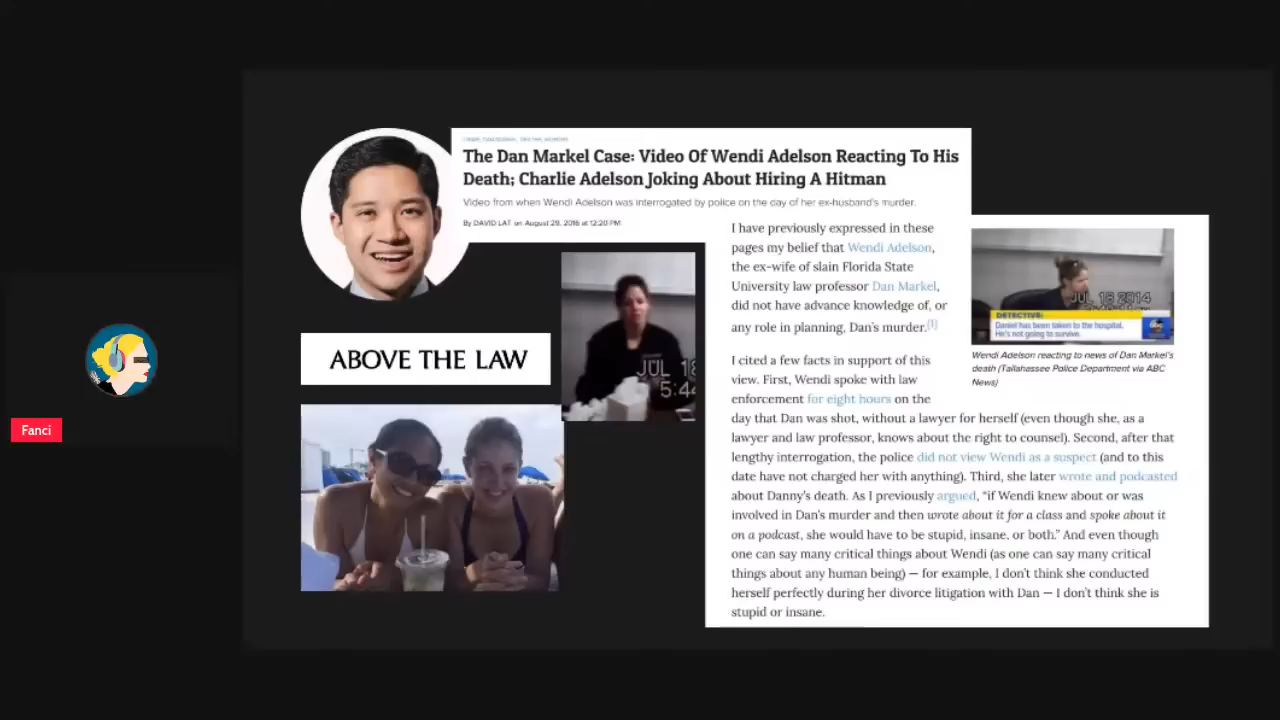 The Dan Markel Case: Video Of Wendi Adelson Reacting To His
Death; Charlie Adelson Joking About Hiring A Hitman
Video from when Wendi Adelson was interrogated by police on the day of her ex-husband's murder.
By DAVID LAT on August 29, 2016 at 12:20 PM
I have previously expressed in these
pages my belief that Wendi Adelson,
the ex-wife of slain Florida State
University law professor Dan Markel,
did not have advance knowledge of, or
any role in planning, Dan's murder.[1]
I cited a few facts in support of this
view. First, Wendi spoke with law
enforcement for eight hours on the
day that Dan was shot, without a lawyer for herself (even though she, as a
lawyer and law professor, knows about the right to counsel). Second, after that
lengthy interrogation, the police did not view Wendi as a suspect (and to this
date have not charged her with anything). Third, she later wrote and podcasted
about Danny's death. As I previously argued, “if Wendi knew about or was
involved in Dan's murder and then wrote about it for a class and spoke about it
on a podcast, she would have to be stupid, insane, or both.” And even though
one can say many critical things about Wendi (as one can say many critical
things about any human being) — for example, I don't think she conducted
herself perfectly during her divorce litigation with Dan — I don't think she is
stupid or insane.
JUL 18 2014
DETECTIVE:
Daniel has been taken to the hospital.
He's not going to survive.
abc
Wendi Adelson reacting to news of Dan Markel's
death (Tallahassee Police Department via ABC
News)
ABOVE THE LAW
JUL 18
5:44
Fanci